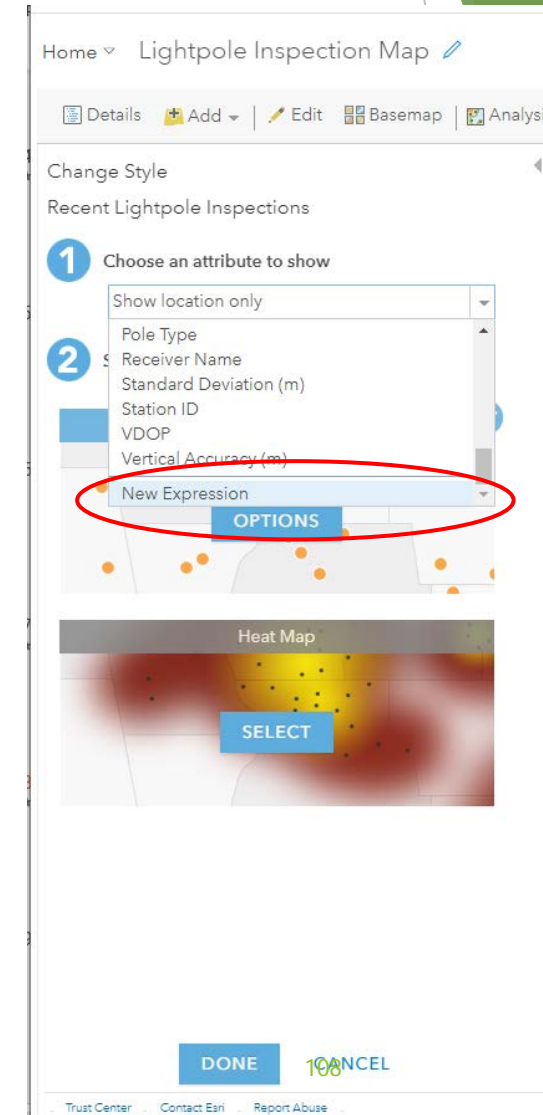 Home Lightpole Inspection Map
Details Add Edit Basemap Analysi
Change Style
Recent Lightpole Inspections
1 Choose an attribute to show
Show location only
2 S
Pole Type
Receiver Name
Standard Deviation (m)
Station ID
VDOP
Vertical Accuracy (m)
New Expression
OPTIONS
Heat Map
SELECT
DONE CANCEL
108
Trust Center Contact Esri Report Abuse